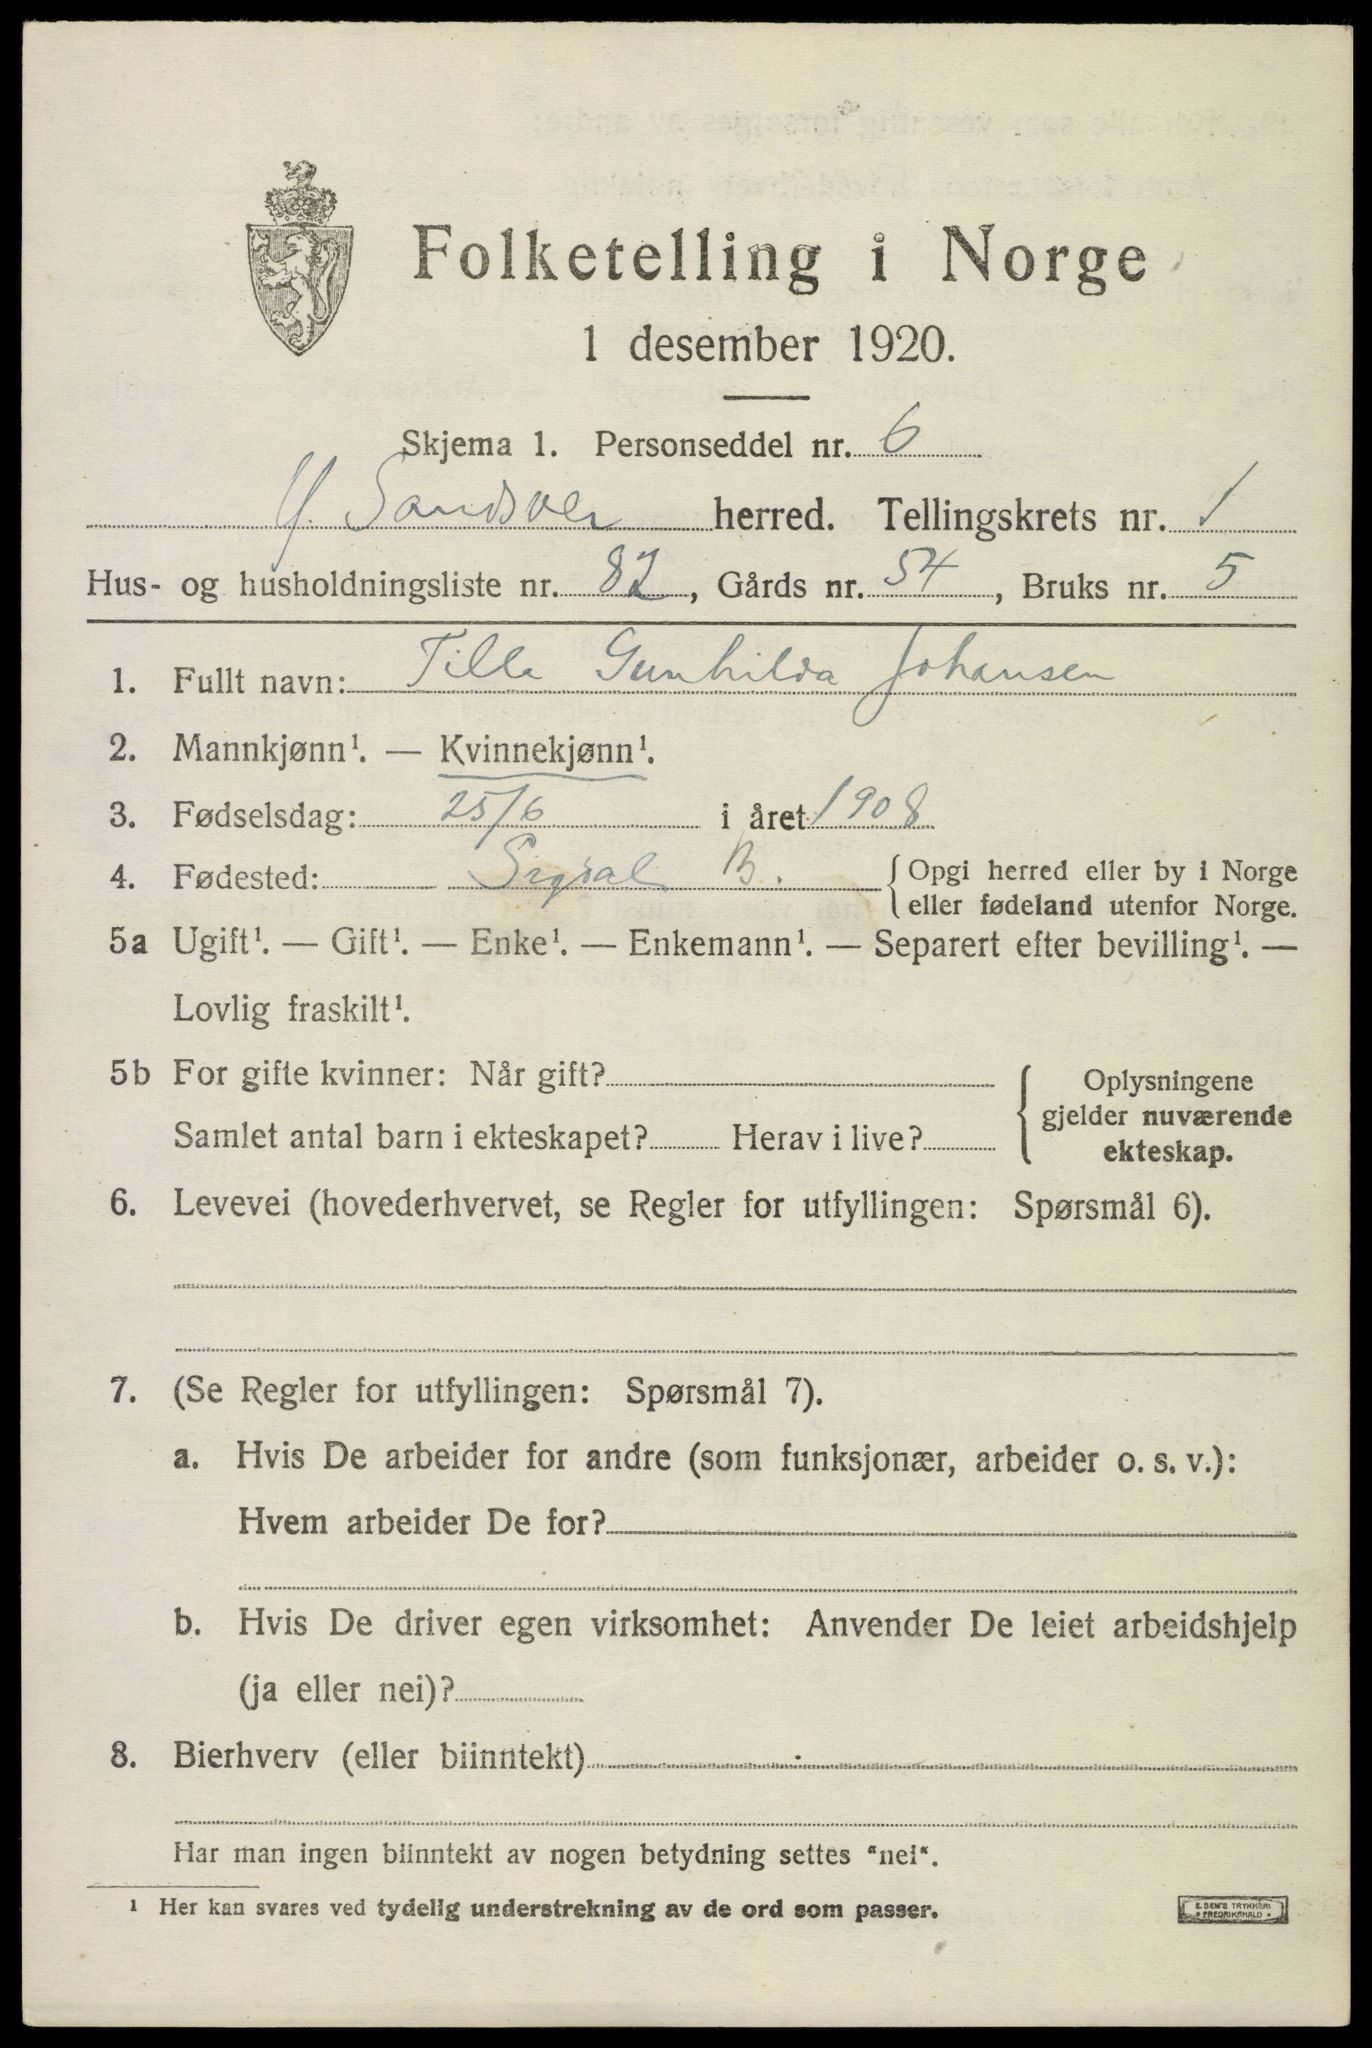 Folketelling i Norge
1 desember 1920.
Skjema 1. Personseddel nr. 6
Y. Sandsver herred. Tellingskrets nr. 1
Hus- og husholdningsliste nr. 82, Gårds nr. 54, Bruks nr. 5
1. Fullt navn: Tilla Gunhilda Johansen
2. Mannkjønn¹. — Kvinnekjønn¹.
3. Fødselsdag: 25/6 i året 1908
4. Fødested: Sigdal B. { Opgi herred eller by i Norge
eller fødeland utenfor Norge.
5a Ugift¹. — Gift¹. — Enke¹. — Enkemann¹. — Separert efter bevilling¹. —
Lovlig fraskilt¹.
5b For gifte kvinner: Når gift?
Samlet antal barn i ekteskapet? Herav i live?
{ Oplysningene
gjelder nuværende
ekteskap.
6. Levevei (hovederhvervet, se Regler for utfyllingen: Spørsmål 6).
7. (Se Regler for utfyllingen: Spørsmål 7).
a. Hvis De arbeider for andre (som funksjonær, arbeider o. s. v.):
Hvem arbeider De for?
b. Hvis De driver egen virksomhet: Anvender De leiet arbeidshjelp
(ja eller nei)?
8. Bierhverv (eller biinntekt)
Har man ingen biinntekt av nogen betydning settes "nei".
¹ Her kan svares ved tydelig understrekning av de ord som passer.
E. SEM'S TRYKKERI
FREDRIKSHALD